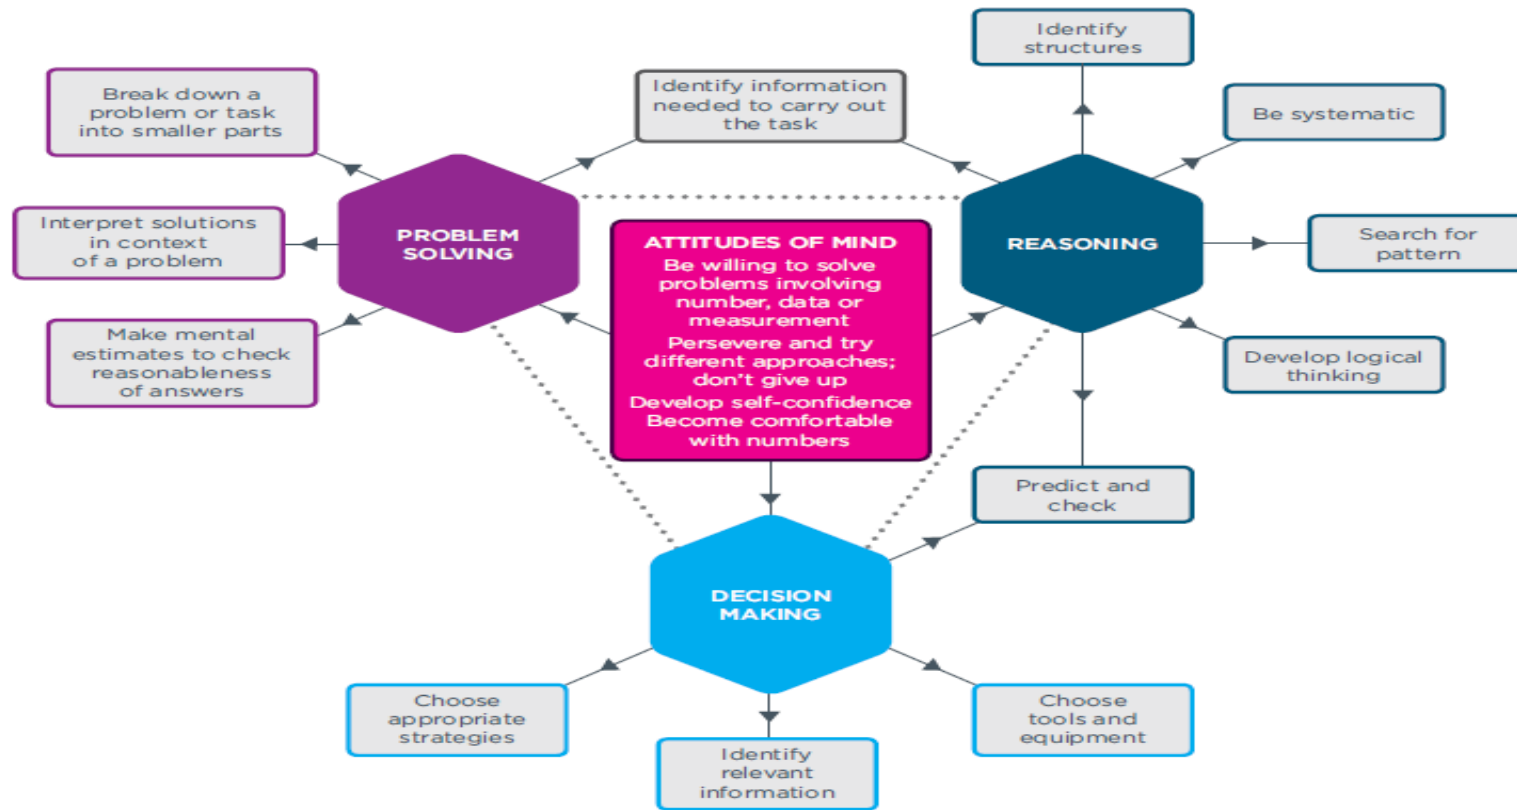 Identify
structures
Break down a
problem or task
into smaller parts
Identify information
needed to carry out
the task
Be systematic
Interpret solutions
in context
of a problem
PROBLEM
SOLVING
ATTITUDES OF MIND
Be willing to solve
problems involving
number, data or
measurement
Persevere and try
different approaches;
don't give up
Develop self-confidence
Become comfortable
with numbers
REASONING
Search for
pattern
Make mental
estimates to check
reasonableness
of answers
Develop logical
thinking
Predict and
check
DECISION
MAKING
Choose
appropriate
strategies
Identify
relevant
information
Choose
tools and
equipment